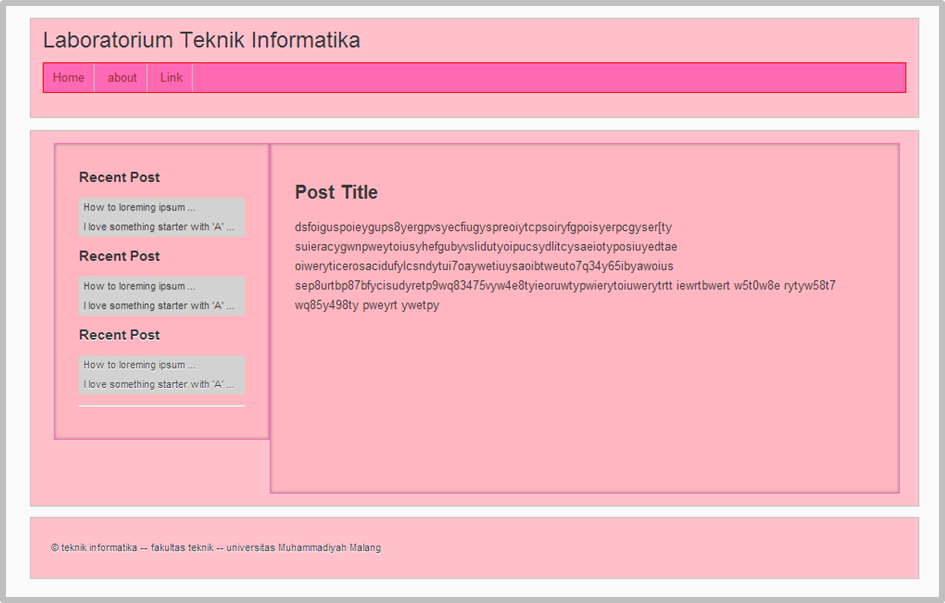 Laboratorium Teknik Informatika
Home about Link
Recent Post
How to loreming ipsum ...
I love something starter with 'A' ...
Recent Post
How to loreming ipsum ...
I love something starter with 'A' ...
Recent Post
How to loreming ipsum ...
I love something starter with 'A' ...
Post Title
dsfoiguspoieygups8yergpvsyecfiugyspreoiytcpsoiryfgpoisyerpcgyser[ty
suieracygwnpweytoiusyhefgubyvslidutyoipucsydlitcysaeiotyposiuyedtae
oiweryticerosacidufylcsndytui7oaywetiuysaoibtweuto7q34y65ibyawoius
sep8urtbp87bfycisudyretp9wq83475vyw4e8tyieoruwtypwierytoiuwerytrtt iewrtbwert w5t0w8e rytyw58t7
wq85y498ty pweyrt ywetpy
© teknik informatika -- fakultas teknik -- universitas Muhammadiyah Malang